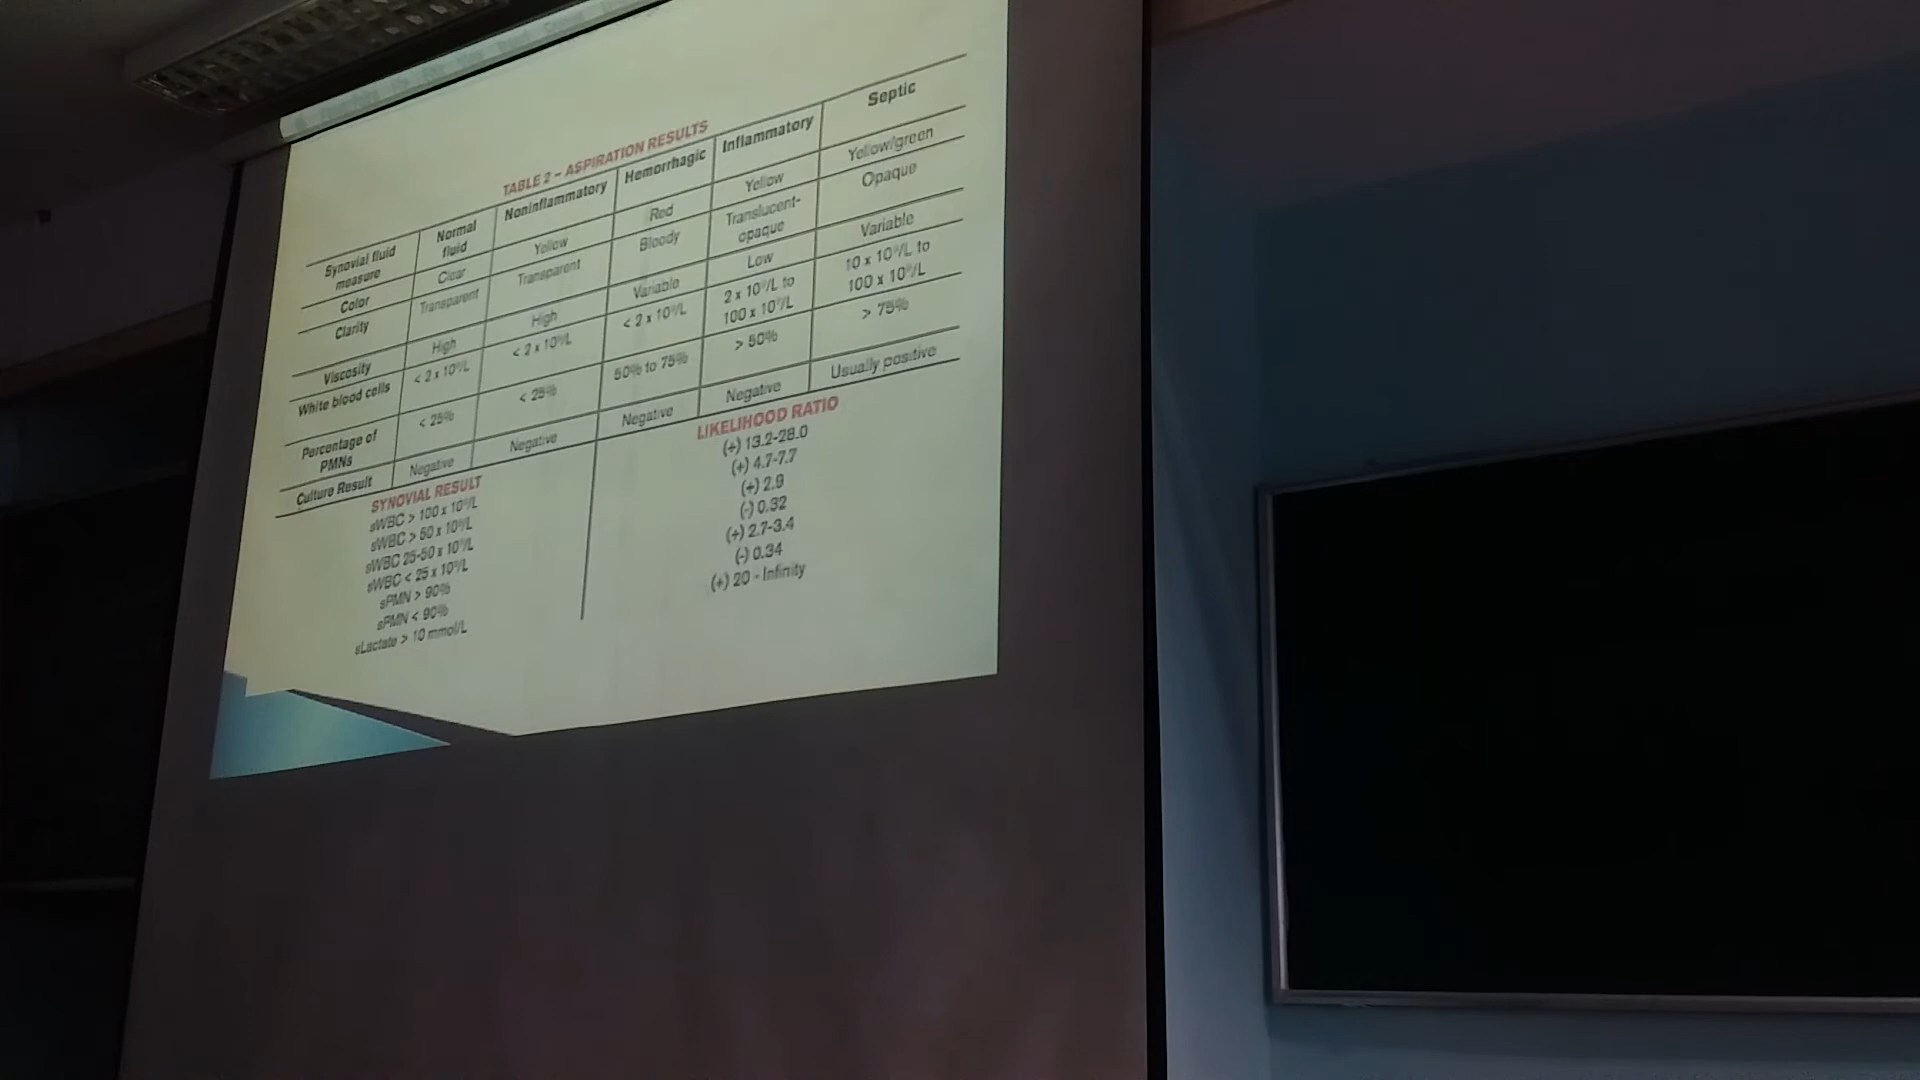 TABLE 2 – ASPIRATION RESULTS
Synovial fluid measure Normal fluid Noninflammatory Hemorrhagic Inflammatory Septic
Color Clear Yellow Red Yellow Yellow/green
Clarity Transparent Transparent Bloody Translucent-opaque Opaque
Viscosity High High Variable Low Variable
White blood cells < 2 x 10⁹/L < 2 x 10⁹/L < 2 x 10⁹/L 2 x 10⁹/L to 100 x 10⁹/L 10 x 10⁹/L to 100 x 10⁹/L
Percentage of PMNs < 25% < 25% 50% to 75% > 50% > 75%
Culture Result Negative Negative Negative Negative Usually positive
SYNOVIAL RESULT LIKELIHOOD RATIO
sWBC > 100 x 10⁹/L (+) 13.2-28.0
sWBC > 50 x 10⁹/L (+) 4.7-7.7
sWBC 25-50 x 10⁹/L (+) 2.9
sWBC < 25 x 10⁹/L (-) 0.32
sPMN > 90% (+) 2.7-3.4
sPMN < 90% (-) 0.34
sLactate > 10 mmol/L (+) 20 - Infinity